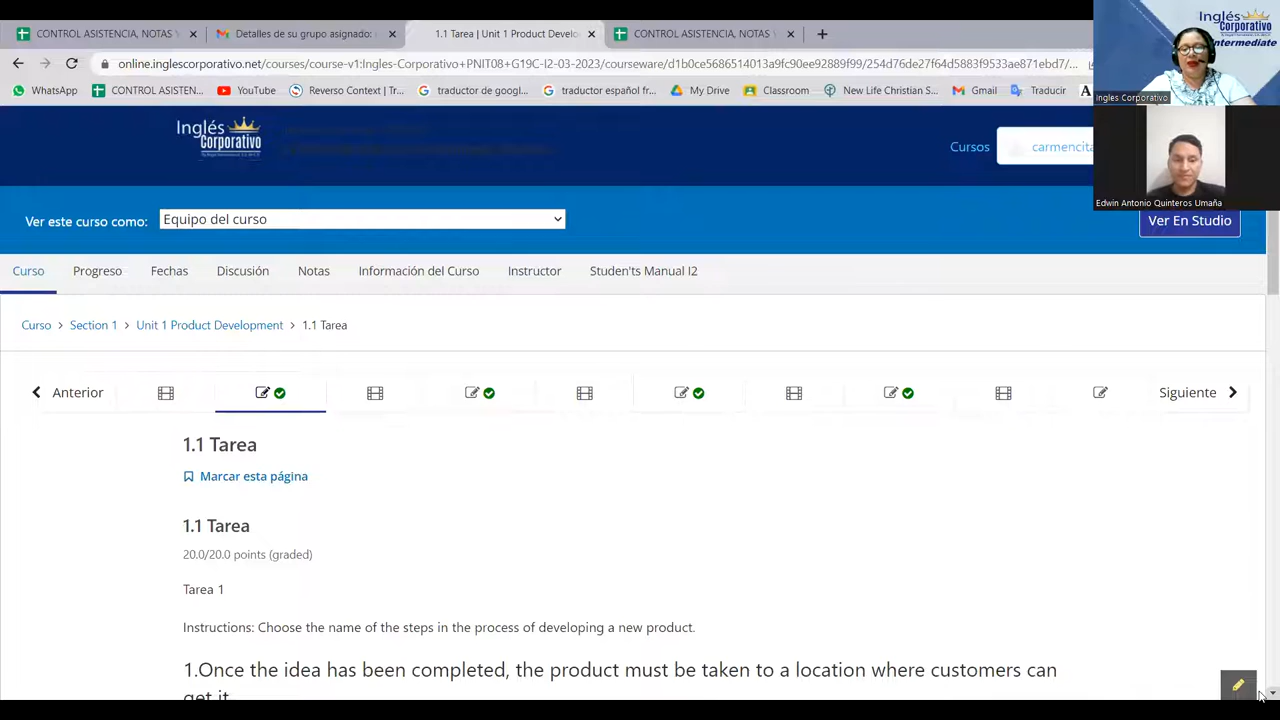 CONTROL ASISTENCIA, NOTAS Y
Detalles de su grupo asignado:
1.1 Tarea | Unit 1 Product Develo
CONTROL ASISTENCIA, NOTAS Y
online.inglescorporativo.net/courses/course-v1:Ingles-Corporativo+PNV1+G19C-I2-03-2023/courseware/d1b0ce5686514013a9fc90ee92889f99/254d76de27f64d5883f9533ae871ebd7/...
WhatsApp
CONTROL ASISTEN...
YouTube
Reverso Context | Tr...
traductor de googl...
traductor español fr...
My Drive
Classroom
New Life Christian S...
Gmail
Traducir
Inglés
Corporativo
Intermediate
Ingles Corporativo
Edwin Antonio Quinteros Umaña
Inglés
Corporativo
Cursos
carmencita
Ver este curso como:
Equipo del curso
Ver En Studio
Curso
Progreso
Fechas
Discusión
Notas
Información del Curso
Instructor
Studen'ts Manual I2
Curso > Section 1 > Unit 1 Product Development > 1.1 Tarea
Anterior
Siguiente
1.1 Tarea
Marcar esta página
1.1 Tarea
20.0/20.0 points (graded)
Tarea 1
Instructions: Choose the name of the steps in the process of developing a new product.
1.Once the idea has been completed, the product must be taken to a location where customers can
get it